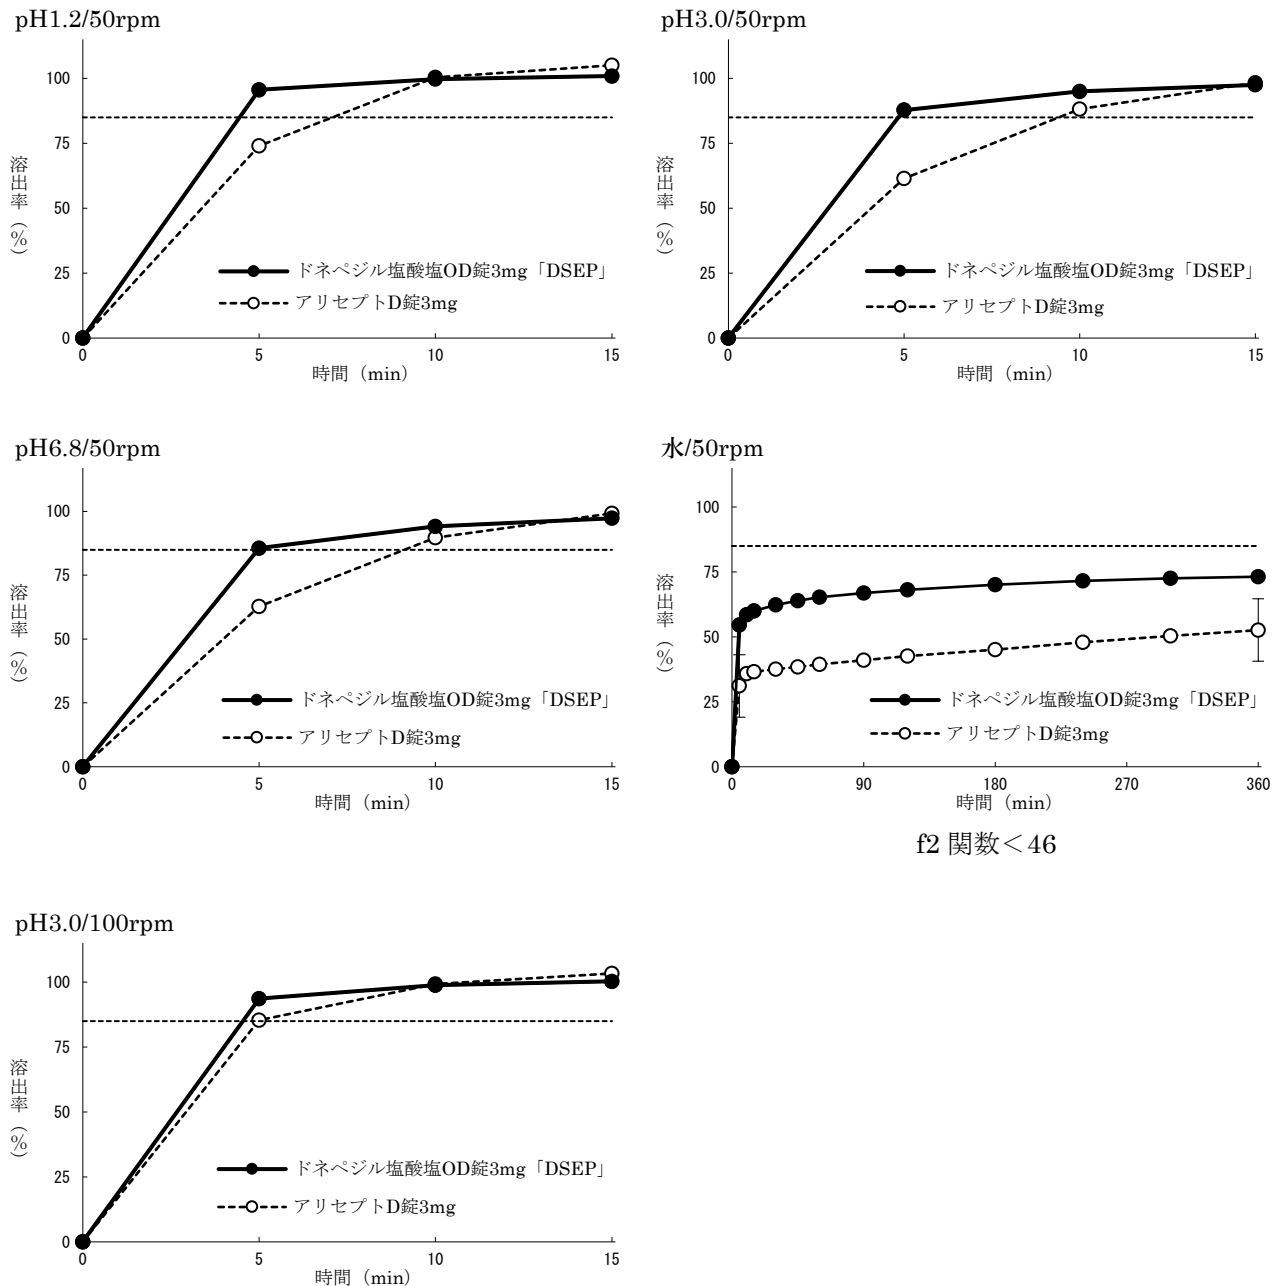 pH1.2/50rpm
100
75
50
25
0
溶出率（%）
ドネペジル塩酸塩OD錠3mg「DSEP」
アリセプトD錠3mg
0 5 10 15
時間（min）
pH3.0/50rpm
100
75
50
25
0
溶出率（%）
ドネペジル塩酸塩OD錠3mg「DSEP」
アリセプトD錠3mg
0 5 10 15
時間（min）
pH6.8/50rpm
100
75
50
25
0
溶出率（%）
ドネペジル塩酸塩OD錠3mg「DSEP」
アリセプトD錠3mg
0 5 10 15
時間（min）
水/50rpm
100
75
50
25
0
溶出率（%）
ドネペジル塩酸塩OD錠3mg「DSEP」
アリセプトD錠3mg
0 90 180 270 360
時間（min）
f2 関数＜46
pH3.0/100rpm
100
75
50
25
0
溶出率（%）
ドネペジル塩酸塩OD錠3mg「DSEP」
アリセプトD錠3mg
0 5 10 15
時間（min）